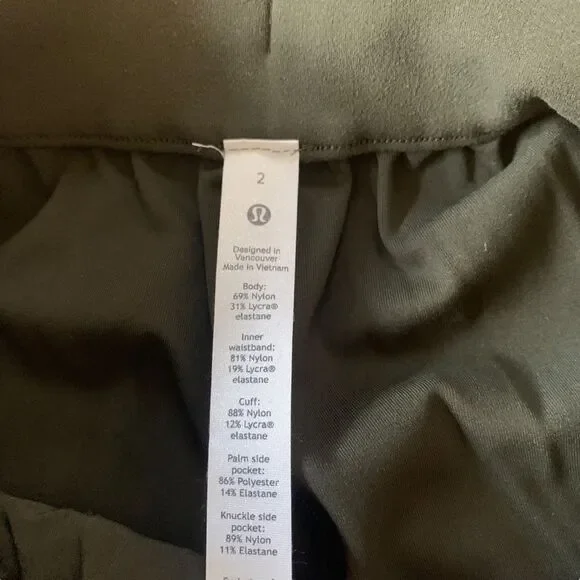 2
Designed in
Vancouver
Made in Vietnam
Body:
69% Nylon
31% Lycra®
elastane
Inner
waistband:
81% Nylon
19% Lycra®
elastane
Cuff:
88% Nylon
12% Lycra®
elastane
Palm side
pocket:
86% Polyester
14% Elastane
Knuckle side
pocket:
89% Nylon
11% Elastane